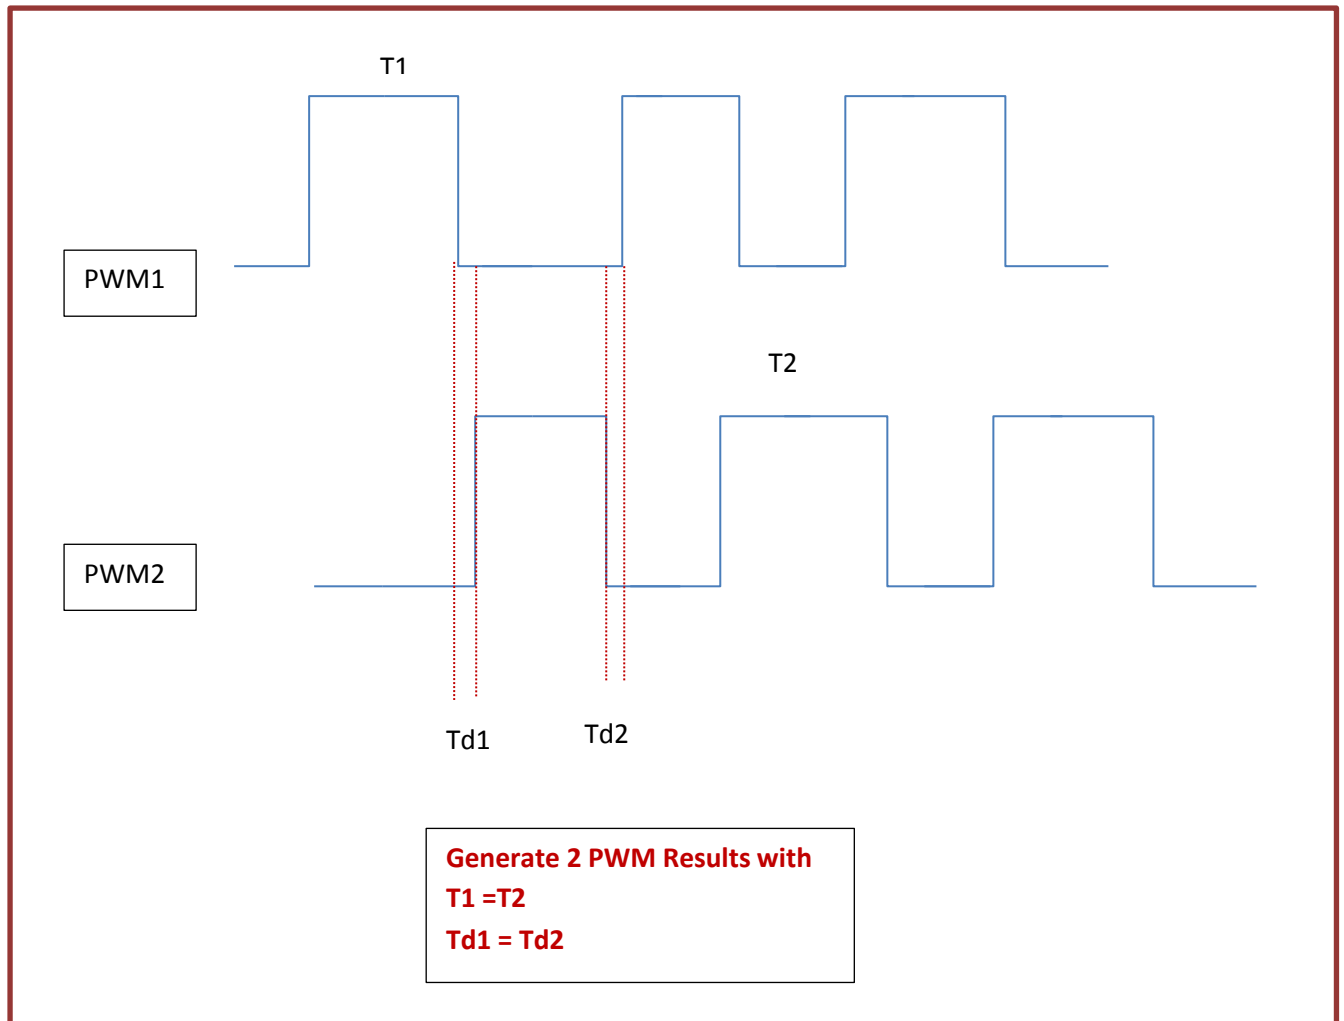 T1
PWM1
T2
PWM2
Td1
Td2
Generate 2 PWM Results with
T1 =T2
Td1 = Td2